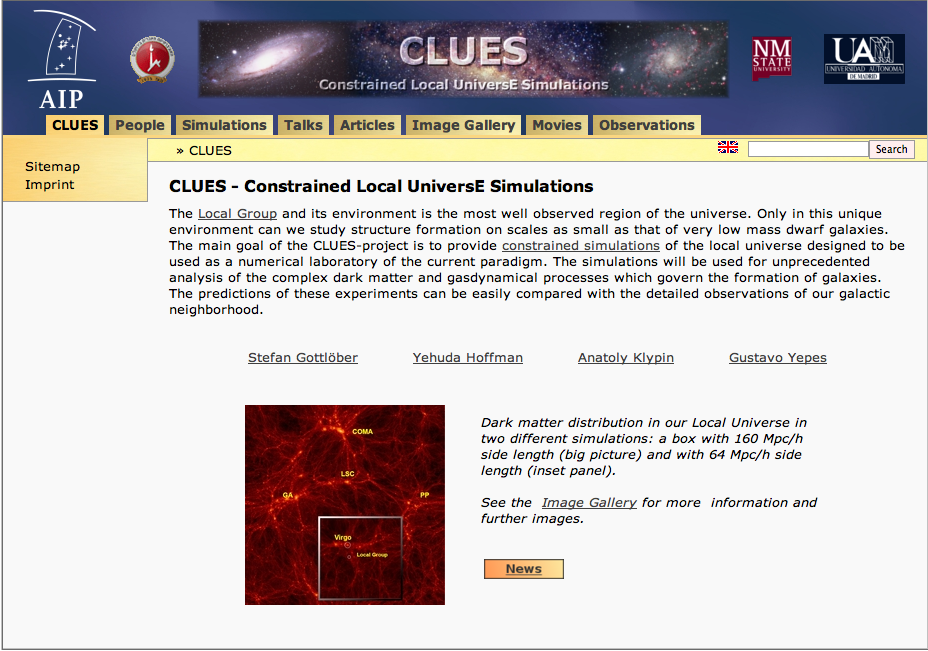 AIP
CLUES
Constrained Local UniversE Simulations
NM
STATE
UNIVERSITY
UAM
UNIVERSIDAD AUTONOMA
DE MADRID
CLUES People Simulations Talks Articles Image Gallery Movies Observations
Sitemap
Imprint
» CLUES
Search
CLUES - Constrained Local UniversE Simulations
The Local Group and its environment is the most well observed region of the universe. Only in this unique
environment can we study structure formation on scales as small as that of very low mass dwarf galaxies.
The main goal of the CLUES-project is to provide constrained simulations of the local universe designed to be
used as a numerical laboratory of the current paradigm. The simulations will be used for unprecedented
analysis of the complex dark matter and gasdynamical processes which govern the formation of galaxies.
The predictions of these experiments can be easily compared with the detailed observations of our galactic
neighborhood.
Stefan Gottlöber Yehuda Hoffman Anatoly Klypin Gustavo Yepes
COMA
LSC
GA
PP
Virgo
Local Group
Dark matter distribution in our Local Universe in
two different simulations: a box with 160 Mpc/h
side length (big picture) and with 64 Mpc/h side
length (inset panel).
See the Image Gallery for more information and
further images.
News